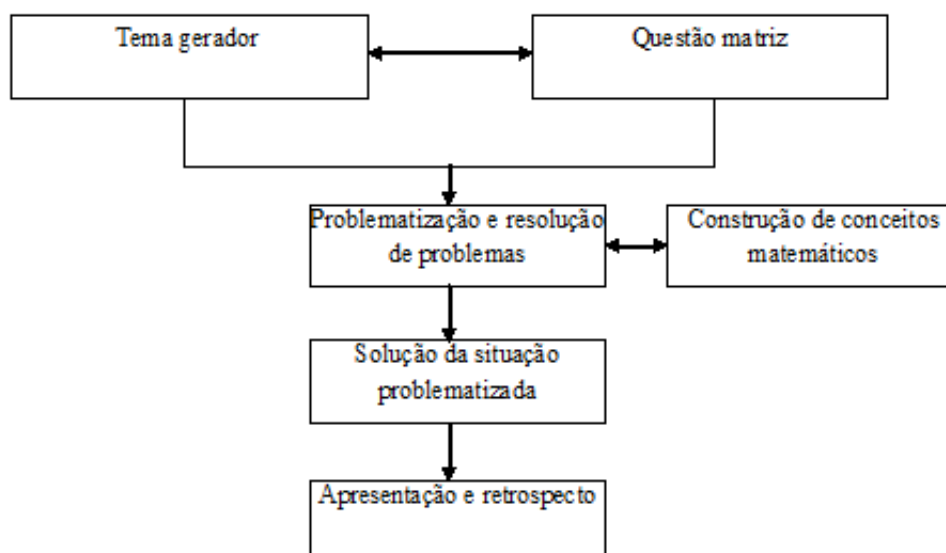 Tema gerador
Questão matriz
Problematização e resolução
de problemas
Construção de conceitos
matemáticos
Solução da situação
problematizada
Apresentação e retrospecto